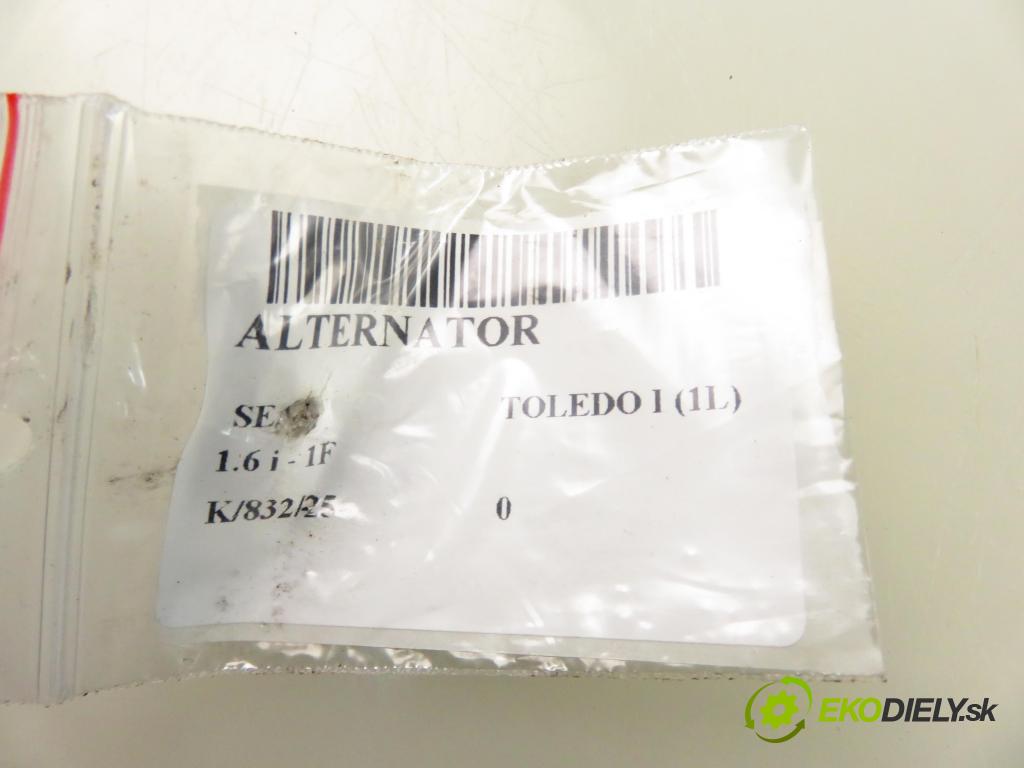 ALTERNATOR
TOLEDO I (1L)
1.6 i - 1F
K/832/25 0
EKODIELY.sk